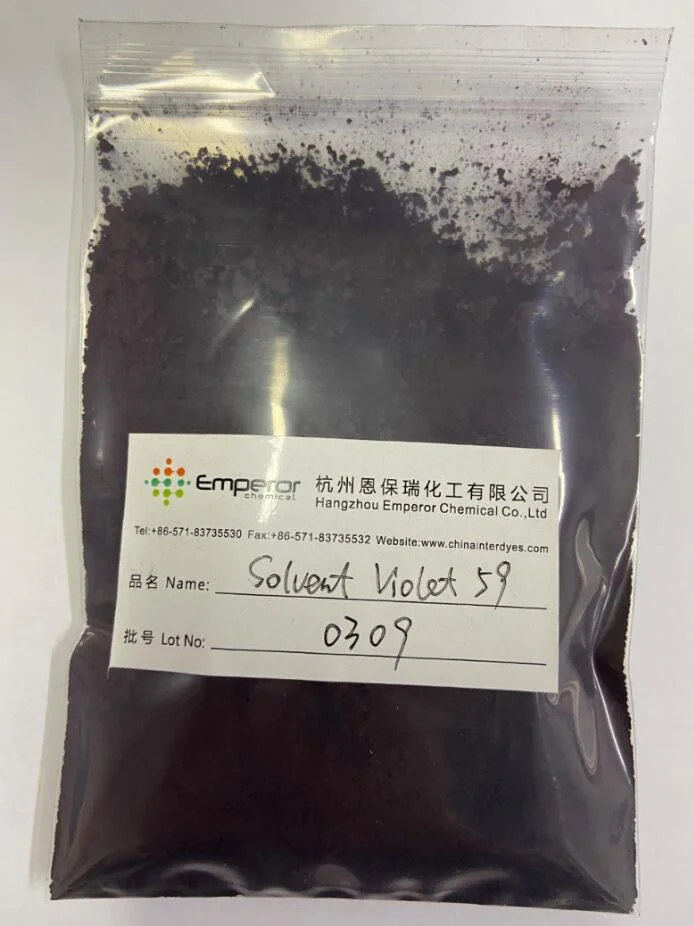 Emperor
chemical
杭州恩保瑞化工有限公司
Hangzhou Emperor Chemical Co.,Ltd
Tel:+86-571-83735530 Fax:+86-571-83735532 Website:www.chinainterdyes.com
品名 Name: Solvent Violet 59
批号 Lot No: 0309